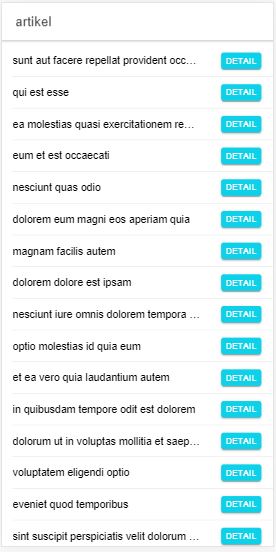 artikel
sunt aut facere repellat provident occ...
DETAIL
qui est esse
DETAIL
ea molestias quasi exercitationem re...
DETAIL
eum et est occaecati
DETAIL
nesciunt quas odio
DETAIL
dolorem eum magni eos aperiam quia
DETAIL
magnam facilis autem
DETAIL
dolorem dolore est ipsam
DETAIL
nesciunt iure omnis dolorem tempora ...
DETAIL
optio molestias id quia eum
DETAIL
et ea vero quia laudantium autem
DETAIL
in quibusdam tempore odit est dolorem
DETAIL
dolorum ut in voluptas mollitia et saep...
DETAIL
voluptatem eligendi optio
DETAIL
eveniet quod temporibus
DETAIL
sint suscipit perspiciatis velit dolorum ...
DETAIL